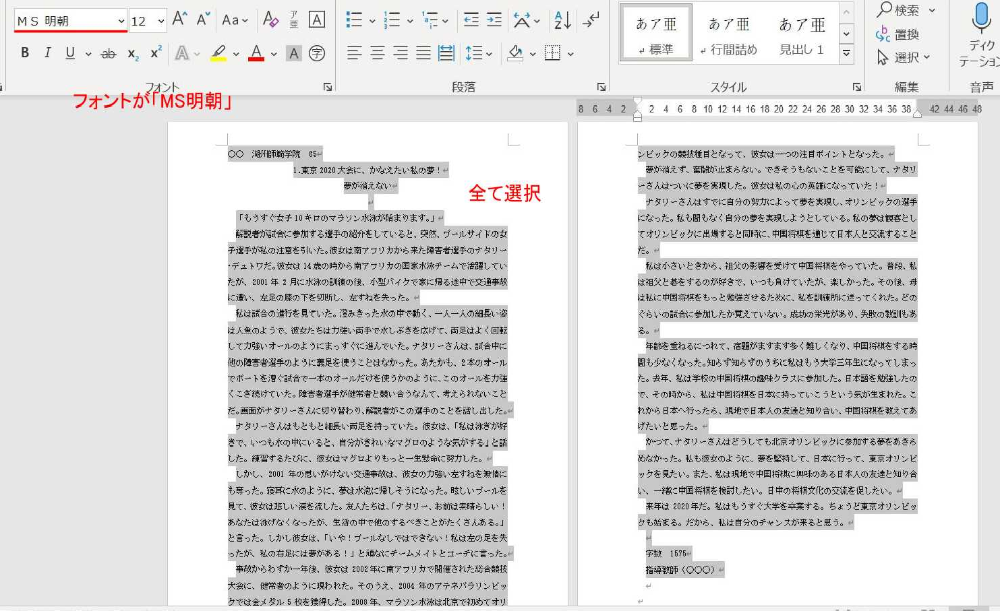 ＭＳ 明朝
12
Aa
ア亜
A
検索
置換
選択
B I U ab x₂ x²
A
A
A
字
あア亜
標準
あア亜
行間詰め
あア亜
見出し 1
ディク
テーション
フォント
段落
スタイル
編集
音声
フォントが「MS明朝」
8 6 4 2 2 4 6 8 10 12 14 16 18 20 22 24 26 28 30 32 34 36 38 42 44 46 48
〇〇　湖州師範学院　65
1.東京 2020 大会に、かなえたい私の夢！
夢が消えない
全て選択
「もうすぐ女子 10 キロのマラソン水泳が始まります。」
解説者が試合に参加する選手の紹介をしていると、突然、プールサイドの女
子選手が私の注意を引いた。彼女は南アフリカから来た障害者選手のナタリー
・デュトワだ。彼女は 14 歳の時から南アフリカの国家水泳チームで活躍してい
たが、2001 年 2 月に水泳の訓練の後、小型バイクで家に帰る途中で交通事故
に遭い、左足の膝の下を切断し、左すねを失った。
私は試合の進行を見ていた。澄みきった水の中で動く、一人一人の細長い姿
は人魚のようで、彼女たちは力強い両手で水しぶきを広げて、両足はよく回転
して力強いオールのようにまっすぐに進んでいた。ナタリーさんは、試合中に
他の障害者選手のように義足を使うことはなかった。あたかも、2 本のオール
でボートを漕ぐ試合で一本のオールだけを使うかのように、このオールを力強
くこぎ続けていた。障害者選手が健常者と競い合うなんて、考えられないこと
だ。画面がナタリーさんに切り替わり、解説者がこの選手のことを話し出した。
ナタリーさんはもともと細長い両足を持っていた。彼女は、「私は泳ぎが好
きで、いつも水の中にいると、自分がきれいなマグロのような気がする」と話
した。練習するたびに、彼女はマグロよりもっと一生懸命に努力した。
しかし、2001 年の思いがけない交通事故は、彼女の力強い左すねを無情に
も奪った。寝耳に水のように、夢は水泡に帰しそうになった。眩しいプールを
見て、彼女は悲しい涙を流した。友人たちは、「ナタリー、お前は素晴らしい！
あなたは泳げなくなったが、生活の中で他のするべきことがたくさんある。」
と言った。しかし彼女は、「いや！プールなしではできない！私は左の足を失
ったが、私の右足には夢がある！」と頑なにチームメイトとコーチに言った。
事故からわずか一年後、彼女は 2002 年に南アフリカで開催された総合競技
大会に、健常者のように現われた。そのうえ、2004 年のアテネパラリンピッ
クでは金メダル 5 枚を獲得した。2008 年、マラソン水泳は北京で初めてオリ
ンピックの競技種目となって、彼女は一つの注目ポイントとなった。
夢が消えず、奮闘が止まらない。できそうもないことを可能にして、ナタリ
ーさんはついに夢を実現した。彼女は私の心の英雄になっていた！
ナタリーさんはすでに自分の努力によって夢を実現し、オリンピックの選手
になった。私も間もなく自分の夢を実現しようとしている。私の夢は観客とし
てオリンピックに出場すると同時に、中国将棋を通じて日本人と交流すること
だ。
私は小さいときから、祖父の影響を受けて中国将棋をやっていた。普段、私
は祖父と碁をするのが好きで、いつも負けていたが、楽しかった。その後、母
は私に中国将棋をもっと勉強させるために、私を訓練所に送ってくれた。どの
ぐらいの試合に参加したか覚えていない。成功の栄光があり、失敗の教訓もあ
る。
年齢を重ねるにつれて、宿題がますます多く難しくなり、中国将棋をする時
間も少なくなった。知らず知らずのうちに私はもう大学三年生になってしまっ
た。去年、私は学校の中国将棋の趣味クラスに参加した。日本語を勉強したの
で、その時から、私は中国将棋を日本に持っていこうという気が生まれた。こ
れから日本へ行ったら、現地で日本人の友達と知り合い、中国将棋を教えてあ
げたいと思った。
かつて、ナタリーさんはどうしても北京オリンピックに参加する夢をあきら
めなかった。私も彼女のように、夢を堅持して、日本に行って、東京オリンピ
ックを見たい。また、私は現地で中国将棋に興味のある日本人の友達と知り合
い、一緒に中国将棋を検討したい。日中の将棋文化の交流を促したい。
来年は 2020 年だ。私はもうすぐ大学を卒業する。ちょうど東京オリンピッ
クも始まる。だから、私は自分のチャンスが来ると思う。
字数　1575
指導教師（〇〇〇）